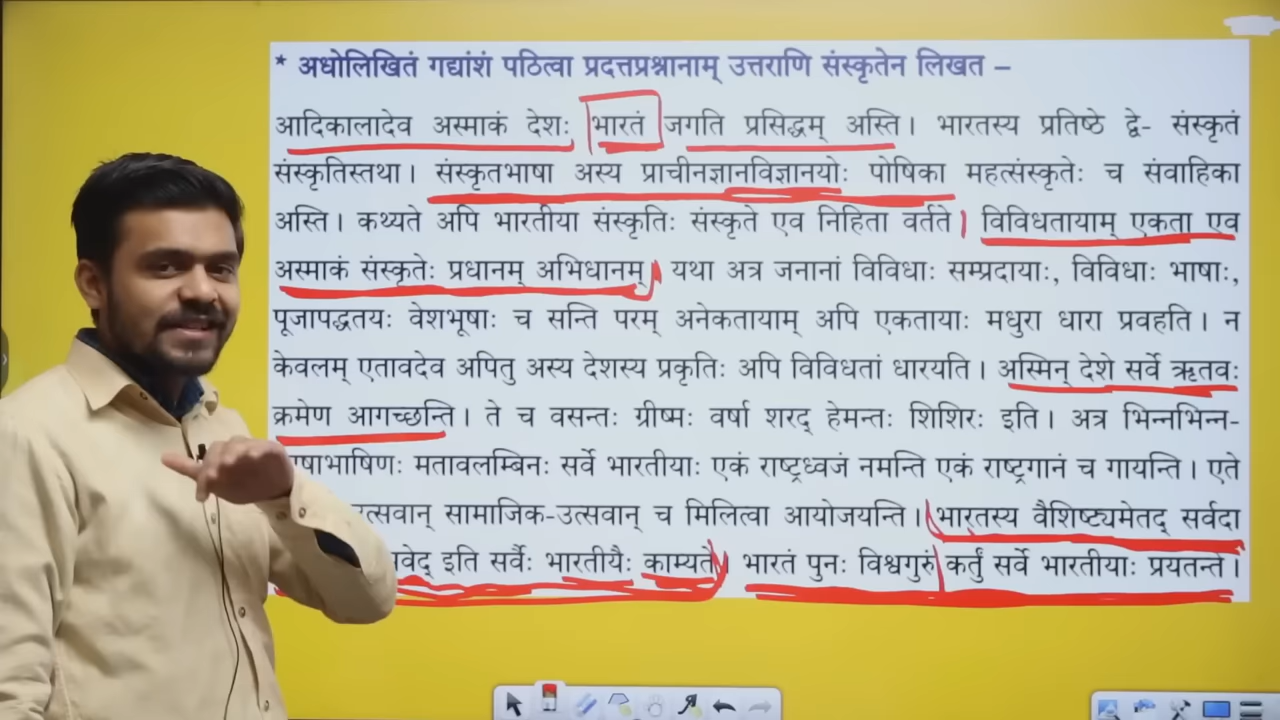 * अधोलिखितं गद्यांशं पठित्वा प्रदत्तप्रश्नानाम् उत्तराणि संस्कृतेन लिखत –
आदिकालादेव अस्माकं देशः भारतं जगति प्रसिद्धम् अस्ति। भारतस्य प्रतिष्ठे द्वे- संस्कृतं
संस्कृतिस्तथा। संस्कृतभाषा अस्य प्राचीनज्ञानविज्ञानयोः पोषिका महत्संस्कृतेः च संवाहिका
अस्ति। कथ्यते अपि भारतीया संस्कृतिः संस्कृते एव निहिता वर्तते। विविधतायाम् एकता एव
अस्माकं संस्कृतेः प्रधानम् अभिधानम्। यथा अत्र जनानां विविधाः सम्प्रदायाः, विविधाः भाषाः,
पूजापद्धतयः वेशभूषाः च सन्ति परम् अनेकतायाम् अपि एकतायाः मधुरा धारा प्रवहति। न
केवलम् एतावदेव अपितु अस्य देशस्य प्रकृतिः अपि विविधतां धारयति। अस्मिन् देशे सर्वे ऋतवः
क्रमेण आगच्छन्ति। ते च वसन्तः ग्रीष्मः वर्षा शरद् हेमन्तः शिशिरः इति। अत्र भिन्नभिन्न-
मतावलम्बिनः सर्वे भारतीयाः एकं राष्ट्रध्वजं नमन्ति एकं राष्ट्रगानं च गायन्ति। एते
सामाजिक-उत्सवान् च मिलित्वा आयोजयन्ति। भारतस्य वैशिष्ट्यमेतद् सर्वदा
इति सर्वैः भारतीयैः काम्यते। भारतं पुनः विश्वगुरुं कर्तुं सर्वे भारतीयाः प्रयतन्ते।